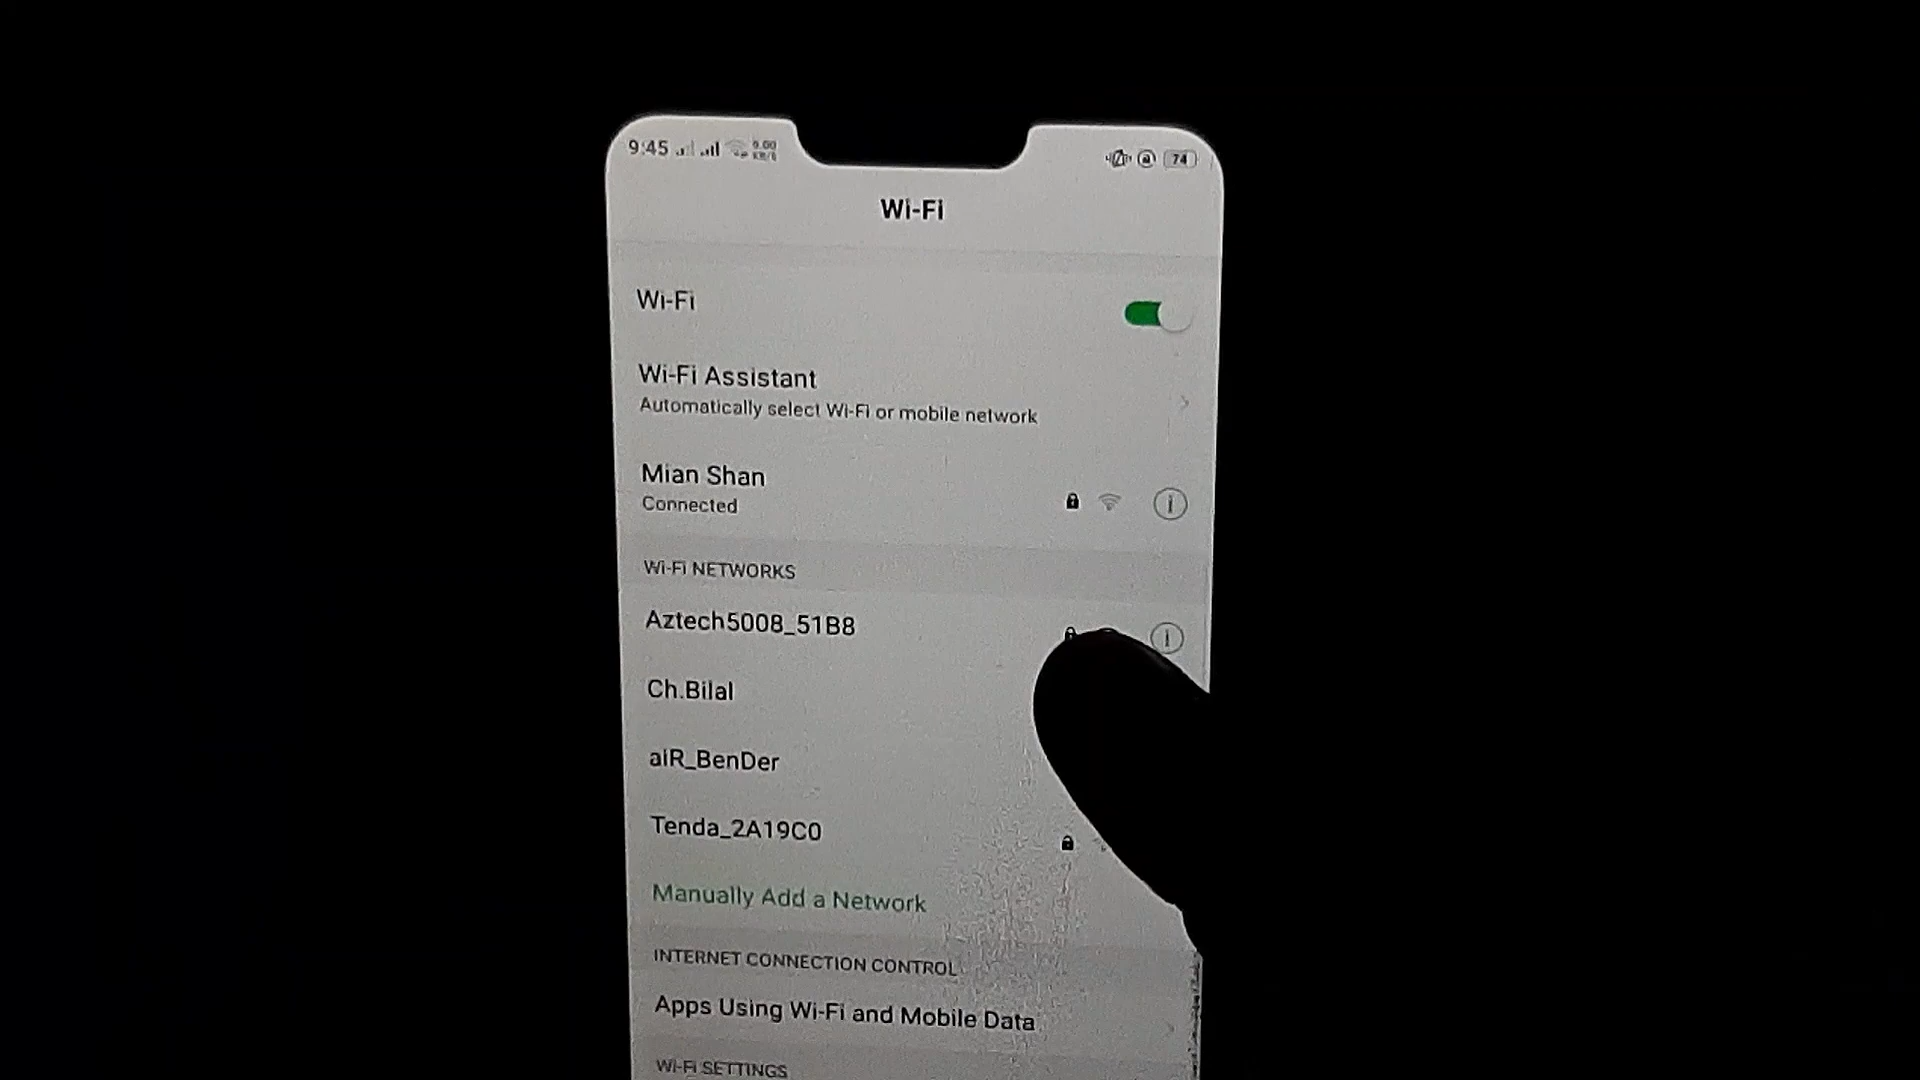 9:45
74
Wi-Fi
Wi-Fi
Wi-Fi Assistant
Automatically select Wi-Fi or mobile network
Mian Shan
Connected
Wi-Fi NETWORKS
Aztech5008_51B8
Ch.Bilal
aiR_BenDer
Tenda_2A19C0
Manually Add a Network
INTERNET CONNECTION CONTROL
Apps Using Wi-Fi and Mobile Data
Wi-Fi SETTINGS